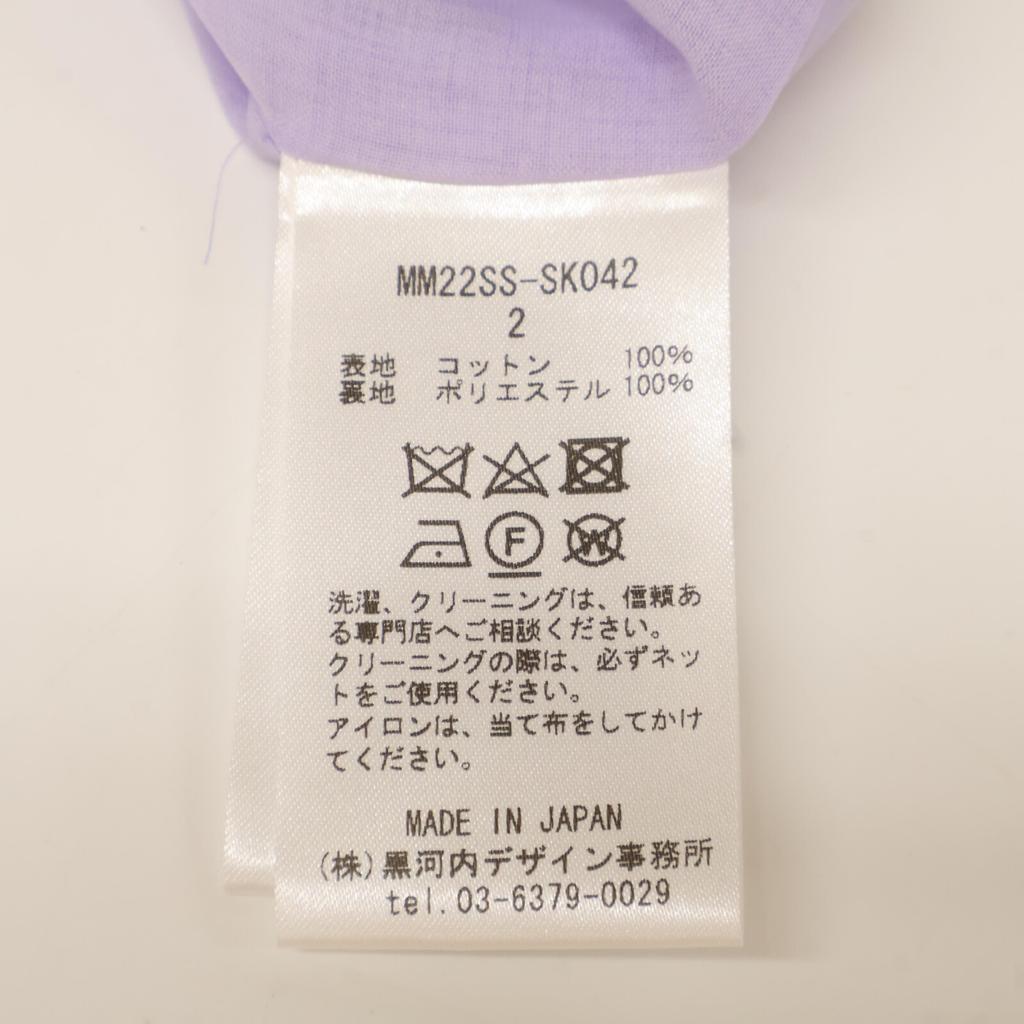 MM22SS-SK042
2
表地 コットン 100%
裏地 ポリエステル 100%
F
W
洗濯、クリーニングは、信頼あ
る専門店へご相談ください。
クリーニングの際は、必ずネッ
トをご使用ください。
アイロンは、当て布をしてかけ
てください。
MADE IN JAPAN
(株)黒河内デザイン事務所
tel.03-6379-0029